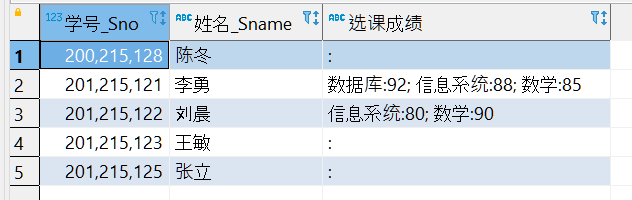 123 学号_Sno ABC 姓名_Sname ABC 选课成绩
1 200,215,128 陈冬 :
2 201,215,121 李勇 数据库:92; 信息系统:88; 数学:85
3 201,215,122 刘晨 信息系统:80; 数学:90
4 201,215,123 王敏 :
5 201,215,125 张立 :